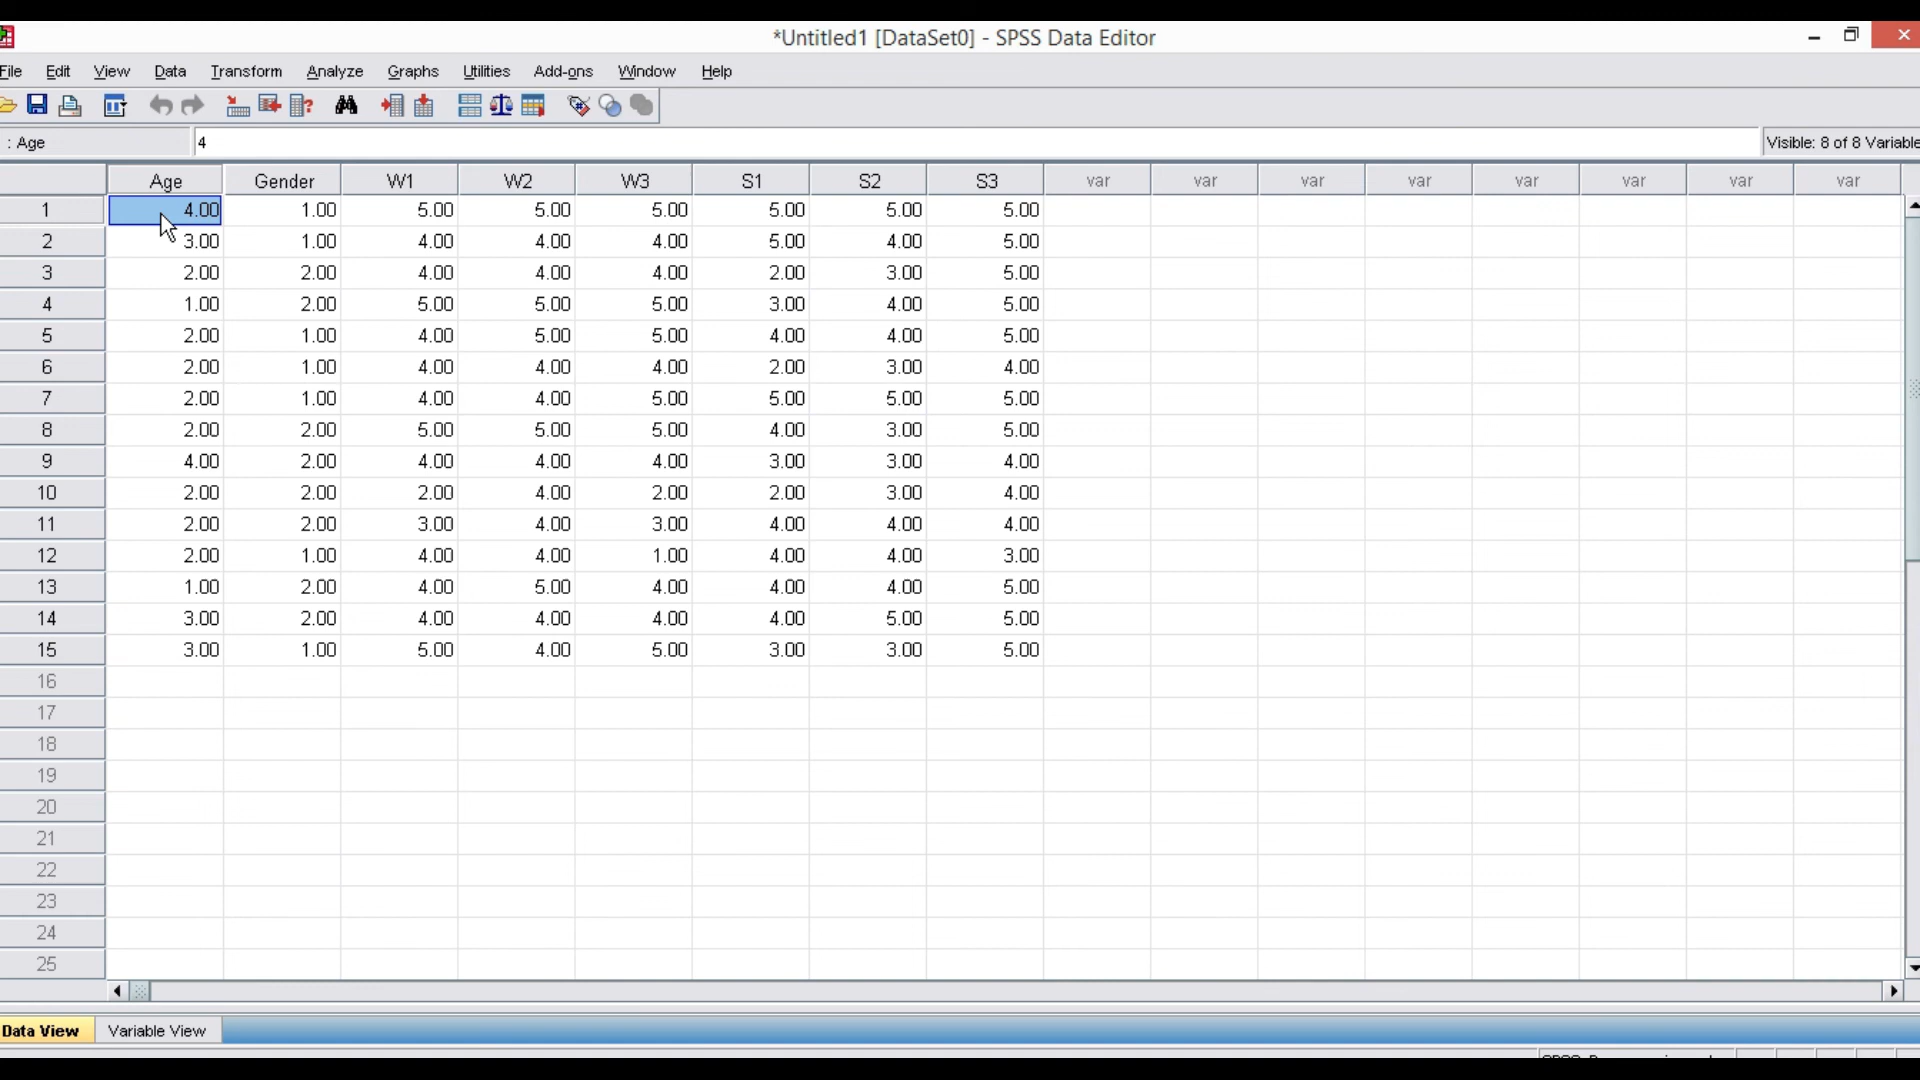 *Untitled1 [DataSet0] - SPSS Data Editor
File Edit View Data Transform Analyze Graphs Utilities Add-ons Window Help
: Age 4 Visible: 8 of 8 Variable
Age Gender W1 W2 W3 S1 S2 S3 var var var var var var var var
1 4.00 1.00 5.00 5.00 5.00 5.00 5.00 5.00
2 3.00 1.00 4.00 4.00 4.00 5.00 4.00 5.00
3 2.00 2.00 4.00 4.00 4.00 2.00 3.00 5.00
4 1.00 2.00 5.00 5.00 5.00 3.00 4.00 5.00
5 2.00 1.00 4.00 5.00 5.00 4.00 4.00 5.00
6 2.00 1.00 4.00 4.00 4.00 2.00 3.00 4.00
7 2.00 1.00 4.00 4.00 5.00 5.00 5.00 5.00
8 2.00 2.00 5.00 5.00 5.00 4.00 3.00 5.00
9 4.00 2.00 4.00 4.00 4.00 3.00 3.00 4.00
10 2.00 2.00 2.00 4.00 2.00 2.00 3.00 4.00
11 2.00 2.00 3.00 4.00 3.00 4.00 4.00 4.00
12 2.00 1.00 4.00 4.00 1.00 4.00 4.00 3.00
13 1.00 2.00 4.00 5.00 4.00 4.00 4.00 5.00
14 3.00 2.00 4.00 4.00 4.00 4.00 5.00 5.00
15 3.00 1.00 5.00 4.00 5.00 3.00 3.00 5.00
16
17
18
19
20
21
22
23
24
25
Data View Variable View